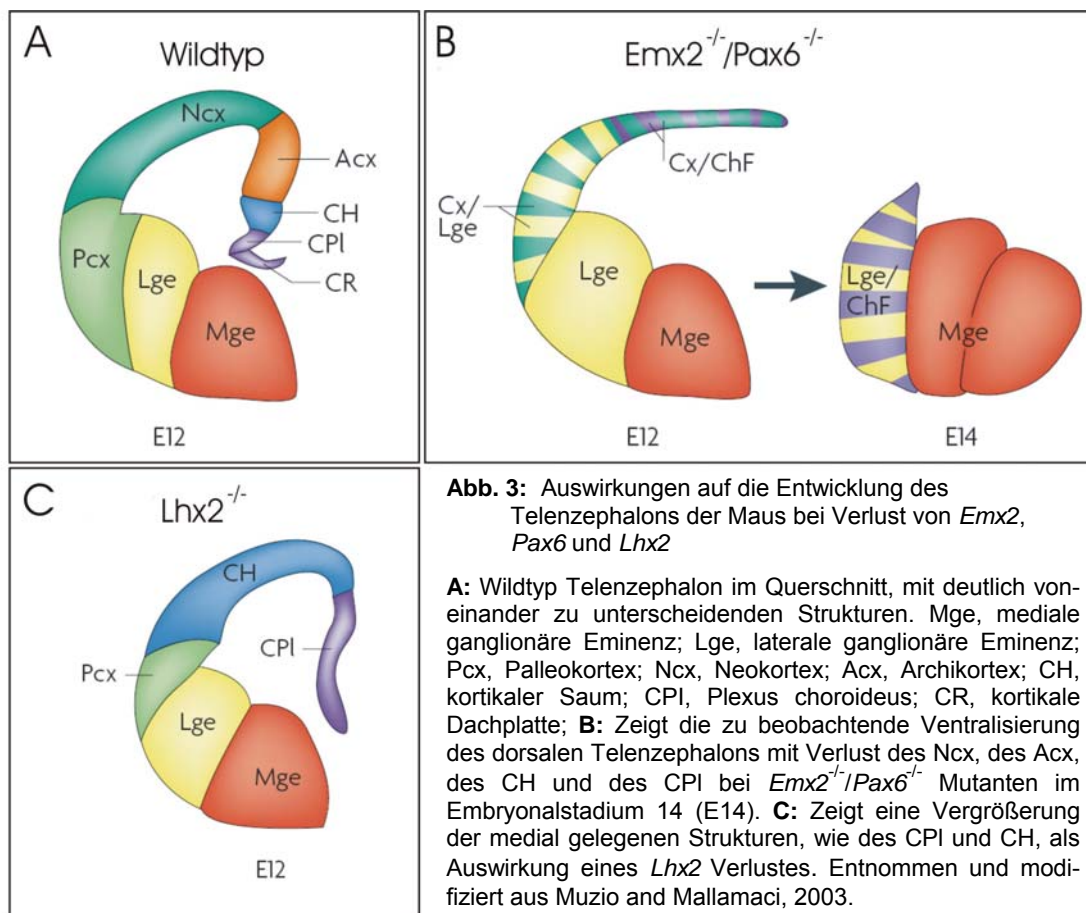 A
Wildtyp
Ncx
Acx
CH
CPl
CR
Pcx
Lge
Mge
E12
B
Emx2-/-/Pax6-/-
Cx/ChF
Cx/
Lge
Lge
Mge
E12
Lge/
ChF
Mge
E14
C
Lhx2-/-
CH
CPl
Pcx
Lge
Mge
E12
Abb. 3: Auswirkungen auf die Entwicklung des
Telenzephalons der Maus bei Verlust von Emx2,
Pax6 und Lhx2
A: Wildtyp Telenzephalon im Querschnitt, mit deutlich von-
einander zu unterscheidenden Strukturen. Mge, mediale
ganglionäre Eminenz; Lge, laterale ganglionäre Eminenz;
Pcx, Palleokortex; Ncx, Neokortex; Acx, Archikortex; CH,
kortikaler Saum; CPl, Plexus choroideus; CR, kortikale
Dachplatte; B: Zeigt die zu beobachtende Ventralisierung
des dorsalen Telenzephalons mit Verlust des Ncx, des Acx,
des CH und des CPl bei Emx2-/-/Pax6-/- Mutanten im
Embryonalstadium 14 (E14). C: Zeigt eine Vergrößerung
der medial gelegenen Strukturen, wie des CPl und CH, als
Auswirkung eines Lhx2 Verlustes. Entnommen und modi-
fiziert aus Muzio and Mallamaci, 2003.